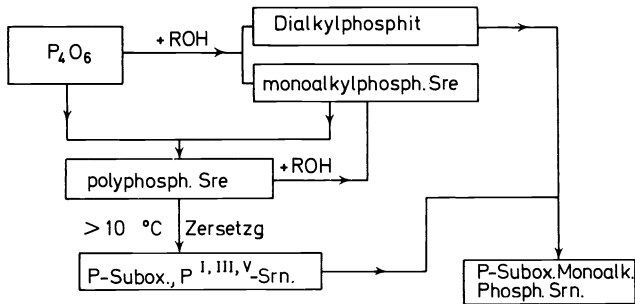 P₄O₆
+ROH
Dialkylphosphit
monoalkylphosph. Sre
polyphosph. Sre
+ROH
> 10 °C Zersetzg
P-Subox., P I, III, V-Srn.
P-Subox. Monoalk.
Phosph. Srn.